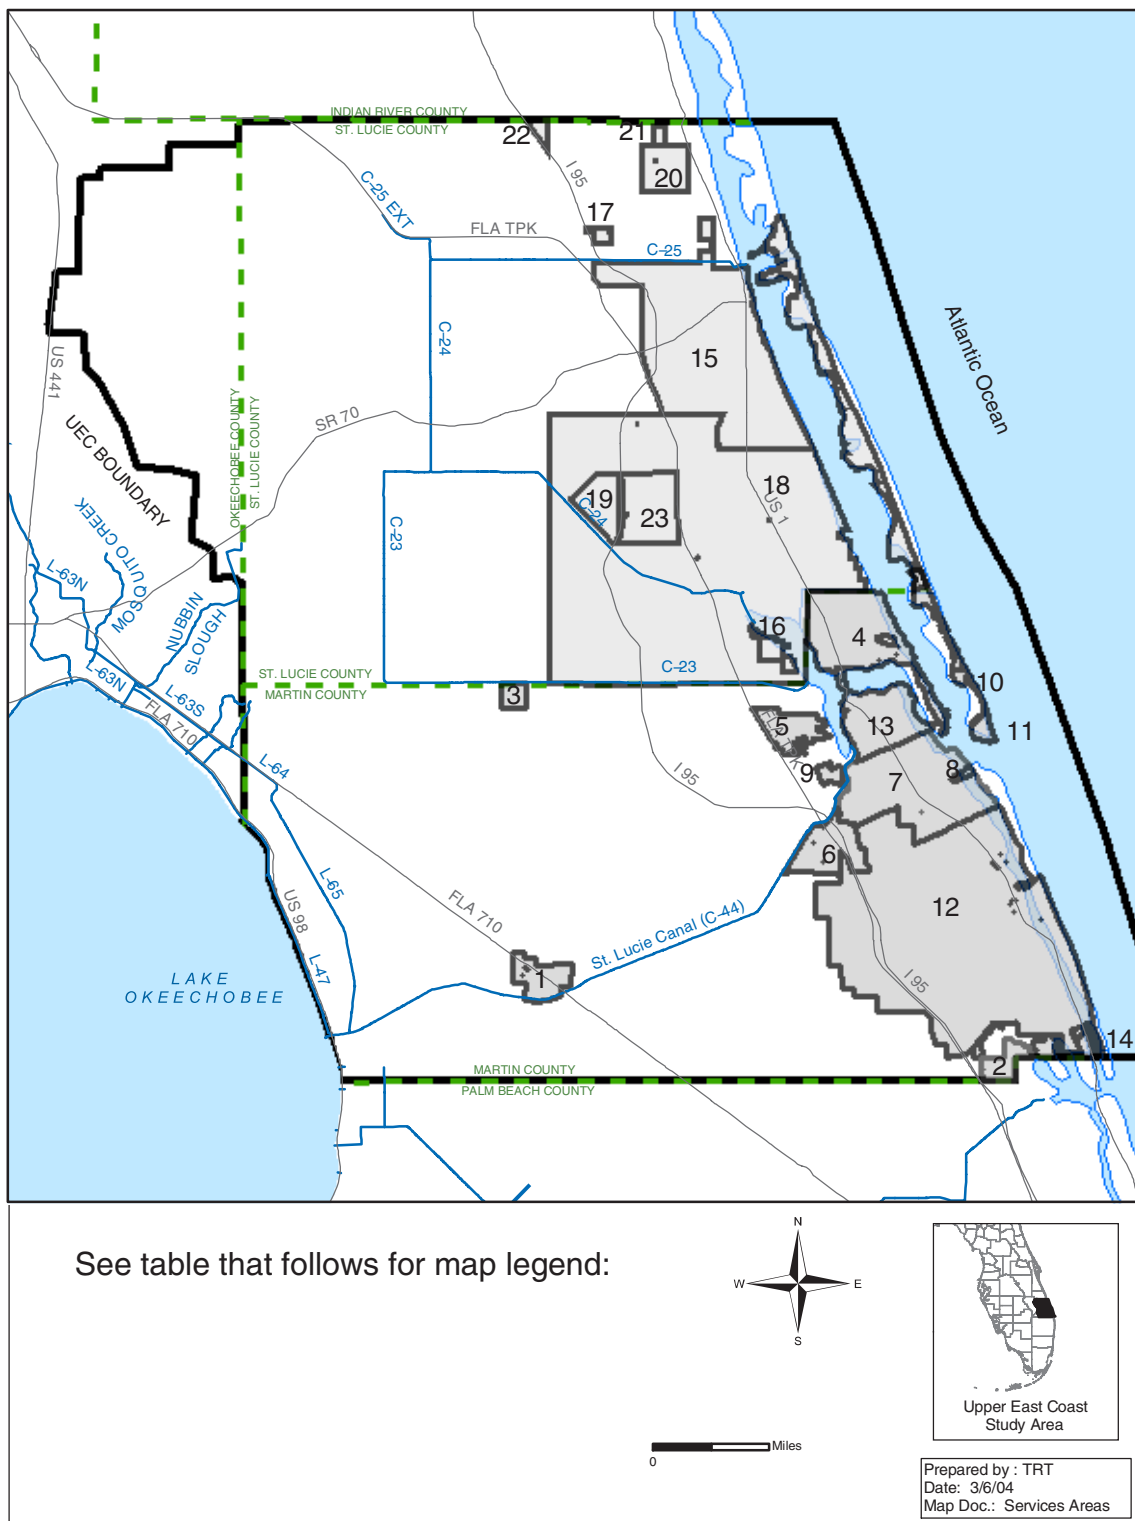 INDIAN RIVER COUNTY
ST. LUCIE COUNTY
22
21
20
I 95
C-25 EXT
17
FLA TPK
C-25
Atlantic Ocean
C-24
US 441
15
SR 70
OKEECHOBEE COUNTY
ST. LUCIE COUNTY
UEC BOUNDARY
18
US 1
19
C-24
23
MOSQUITO CREEK
C-23
L-63N
NUBBIN
SLOUGH
16
4
ST. LUCIE COUNTY
MARTIN COUNTY
C-23
L-63N
L-63S
FLA 710
3
10
5
13
11
FLA TPK
L-64
I 95
9
7
8
6
L-65
FLA 710
12
US 98
St. Lucie Canal (C-44)
L-47
LAKE
OKEECHOBEE
1
I 95
14
2
MARTIN COUNTY
PALM BEACH COUNTY
See table that follows for map legend:
N
W
E
S
Upper East Coast
Study Area
Miles
0
Prepared by : TRT
Date: 3/6/04
Map Doc.: Services Areas